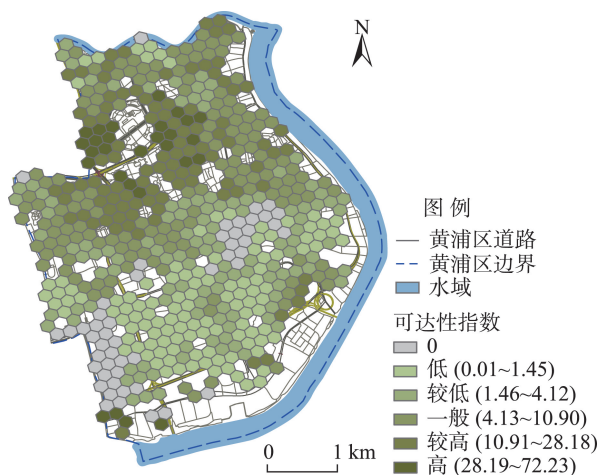 N
图 例
黄浦区道路
黄浦区边界
水域
可达性指数
0
低 (0.01~1.45)
较低 (1.46~4.12)
一般 (4.13~10.90)
较高 (10.91~28.18)
高 (28.19~72.23)
0 1 km